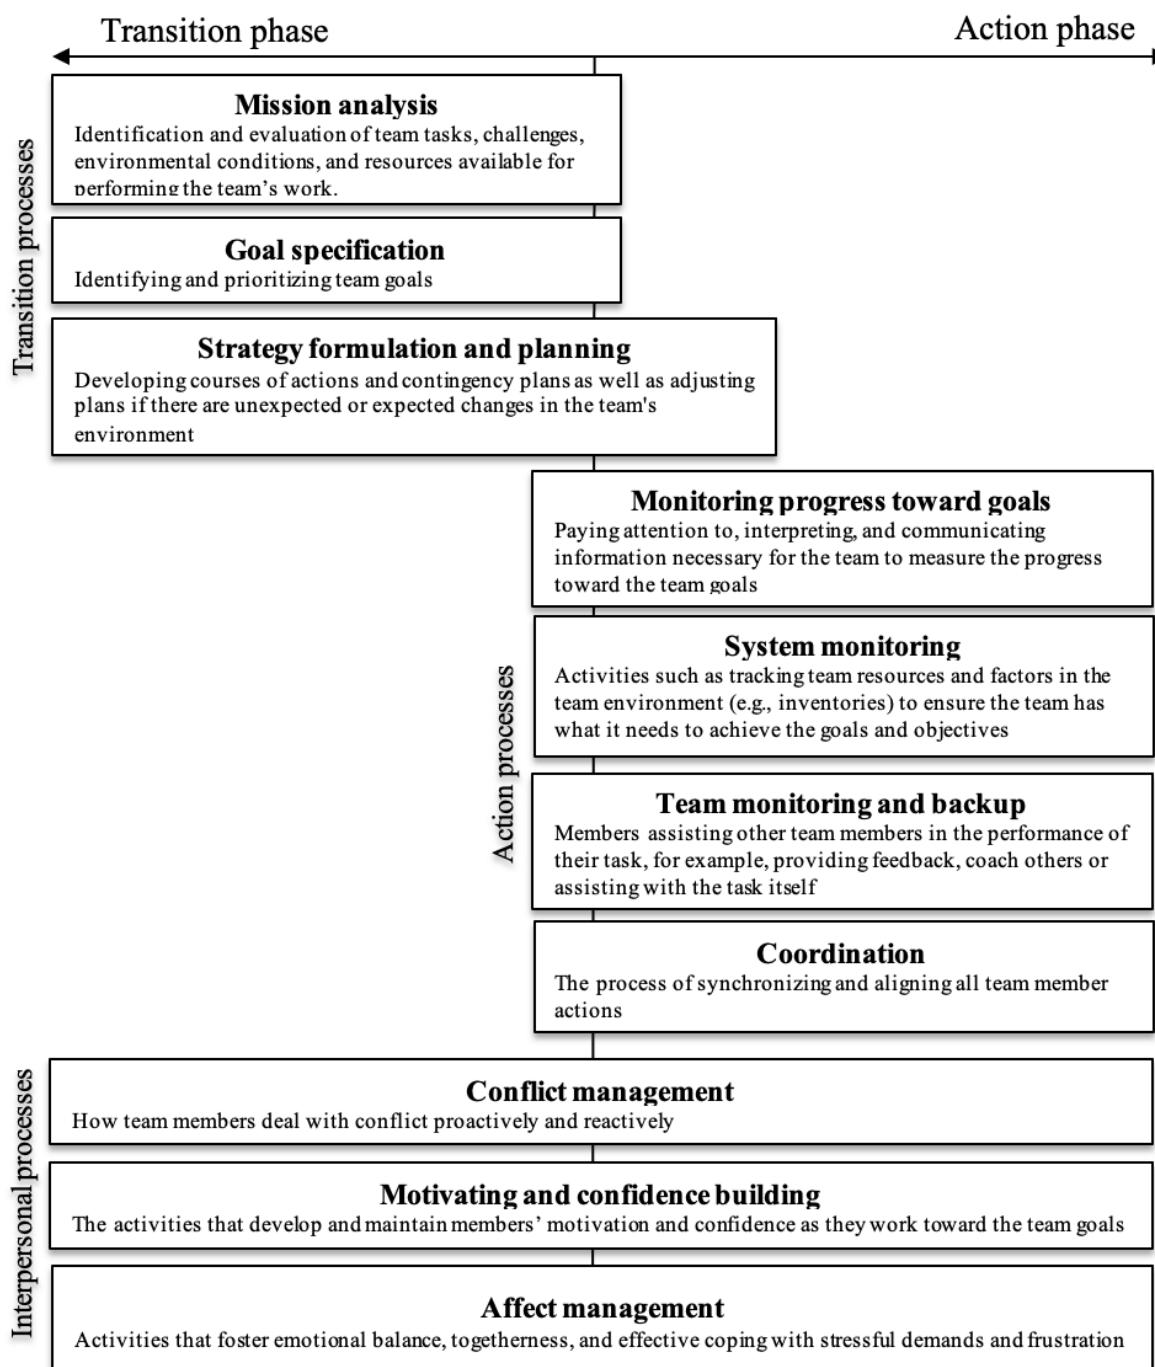 Transition phase
Action phase
Transition processes
Mission analysis
Identification and evaluation of team tasks, challenges,
environmental conditions, and resources available for
performing the team's work.
Goal specification
Identifying and prioritizing team goals
Strategy formulation and planning
Developing courses of actions and contingency plans as well as adjusting
plans if there are unexpected or expected changes in the team's
environment
Action processes
Monitoring progress toward goals
Paying attention to, interpreting, and communicating
information necessary for the team to measure the progress
toward the team goals
System monitoring
Activities such as tracking team resources and factors in the
team environment (e.g., inventories) to ensure the team has
what it needs to achieve the goals and objectives
Team monitoring and backup
Members assisting other team members in the performance of
their task, for example, providing feedback, coach others or
assisting with the task itself
Coordination
The process of synchronizing and aligning all team member
actions
Interpersonal processes
Conflict management
How team members deal with conflict proactively and reactively
Motivating and confidence building
The activities that develop and maintain members' motivation and confidence as they work toward the team goals
Affect management
Activities that foster emotional balance, togetherness, and effective coping with stressful demands and frustration